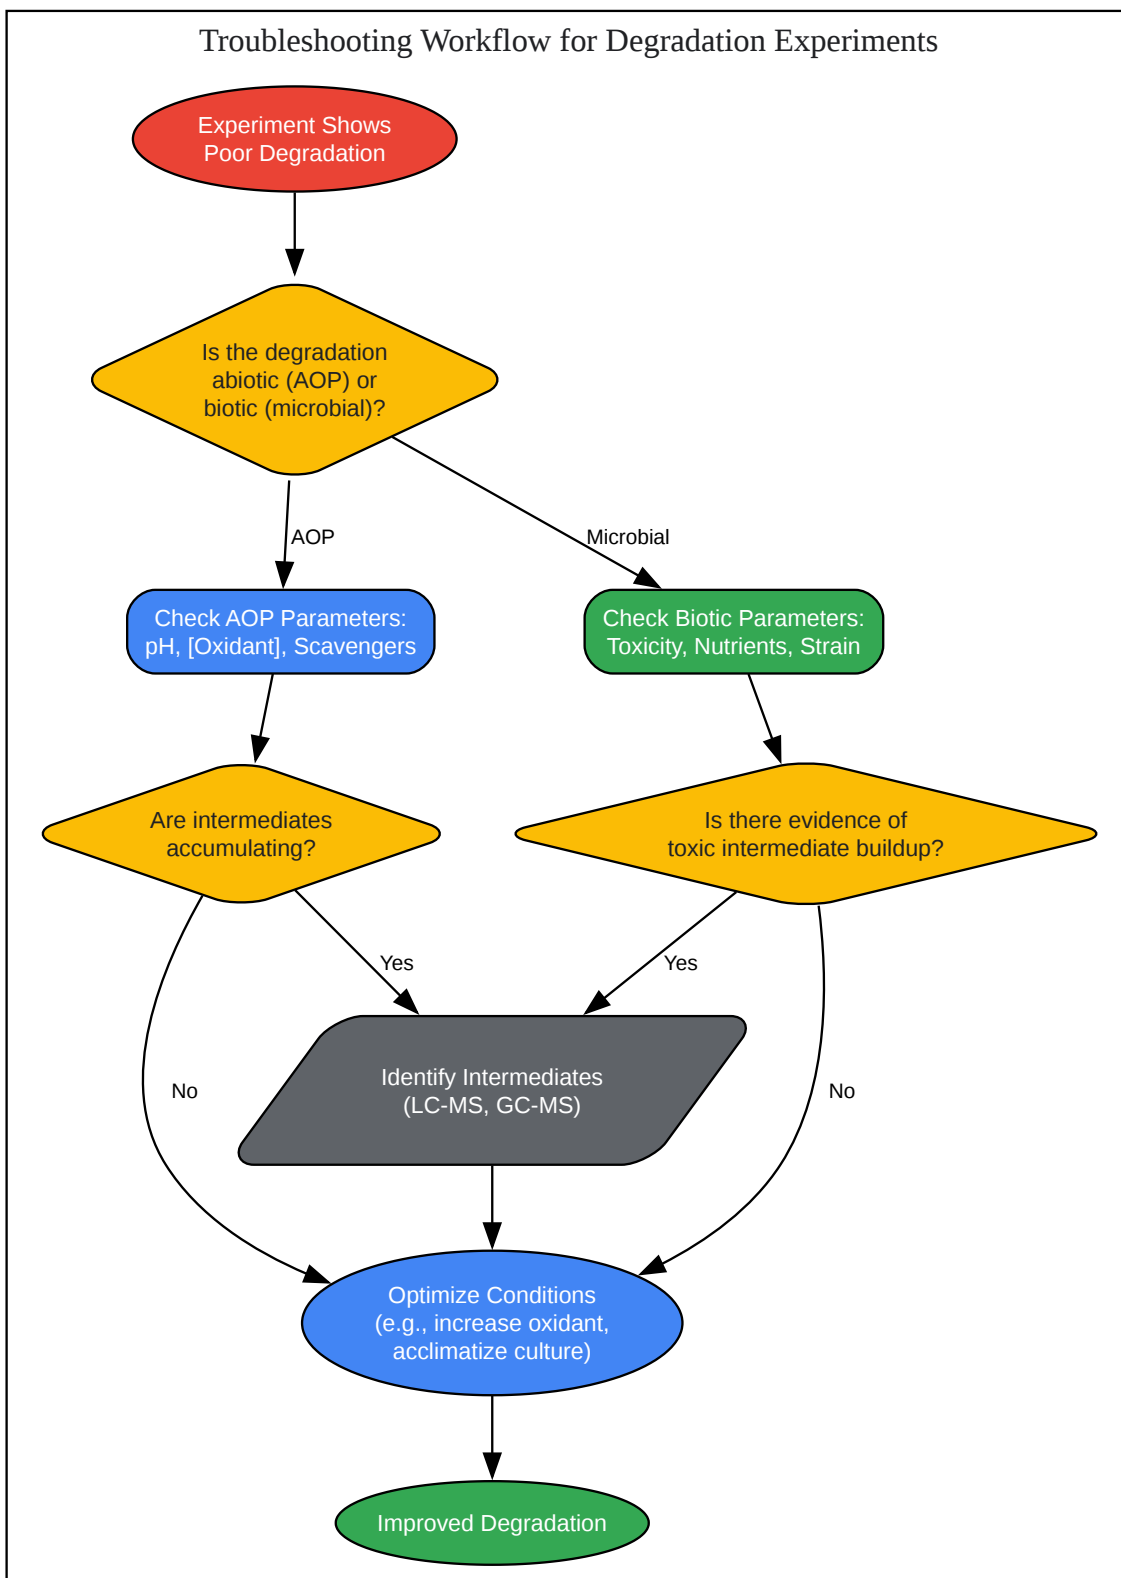 Troubleshooting Workflow for Degradation Experiments
Experiment Shows
Poor Degradation
Is the degradation
abiotic (AOP) or
biotic (microbial)?
AOP
Microbial
Check AOP Parameters:
pH, [Oxidant], Scavengers
Check Biotic Parameters:
Toxicity, Nutrients, Strain
Are intermediates
accumulating?
Is there evidence of
toxic intermediate buildup?
Yes
Yes
No
Identify Intermediates
(LC-MS, GC-MS)
No
Optimize Conditions
(e.g., increase oxidant,
acclimatize culture)
Improved Degradation